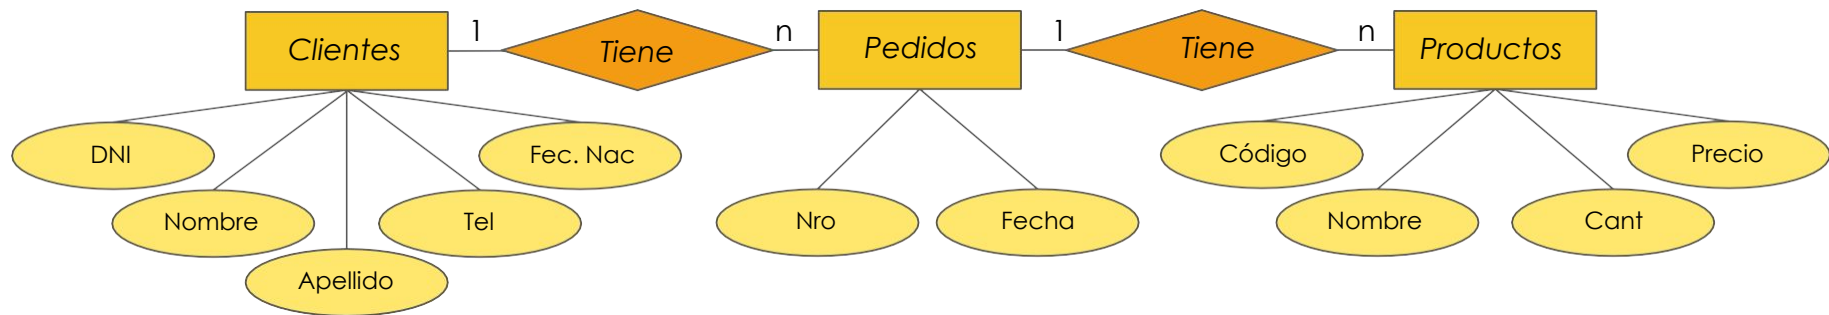 Clientes
1
Tiene
n
Pedidos
1
Tiene
n
Productos
DNI
Nombre
Apellido
Tel
Fec. Nac
Nro
Fecha
Código
Nombre
Cant
Precio